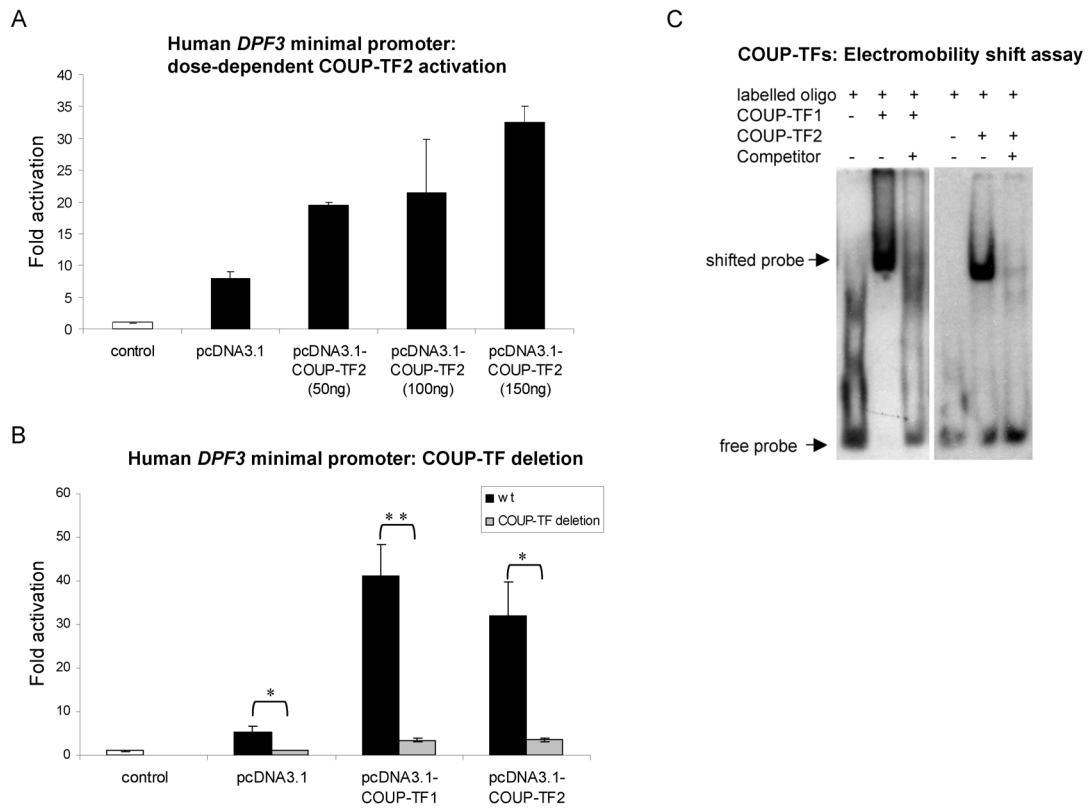 A
Human DPF3 minimal promoter:
dose-dependent COUP-TF2 activation
Fold activation
40
35
30
25
20
15
10
5
0
control
pcDNA3.1
pcDNA3.1-
COUP-TF2
(50ng)
pcDNA3.1-
COUP-TF2
(100ng)
pcDNA3.1-
COUP-TF2
(150ng)
B
Human DPF3 minimal promoter: COUP-TF deletion
Fold activation
60
50
40
30
20
10
0
wt
COUP-TF deletion
*
* *
*
control
pcDNA3.1
pcDNA3.1-
COUP-TF1
pcDNA3.1-
COUP-TF2
C
COUP-TFs: Electromobility shift assay
labelled oligo + + + + + +
COUP-TF1 - + +
COUP-TF2 - + +
Competitor - - + - - +
shifted probe
free probe